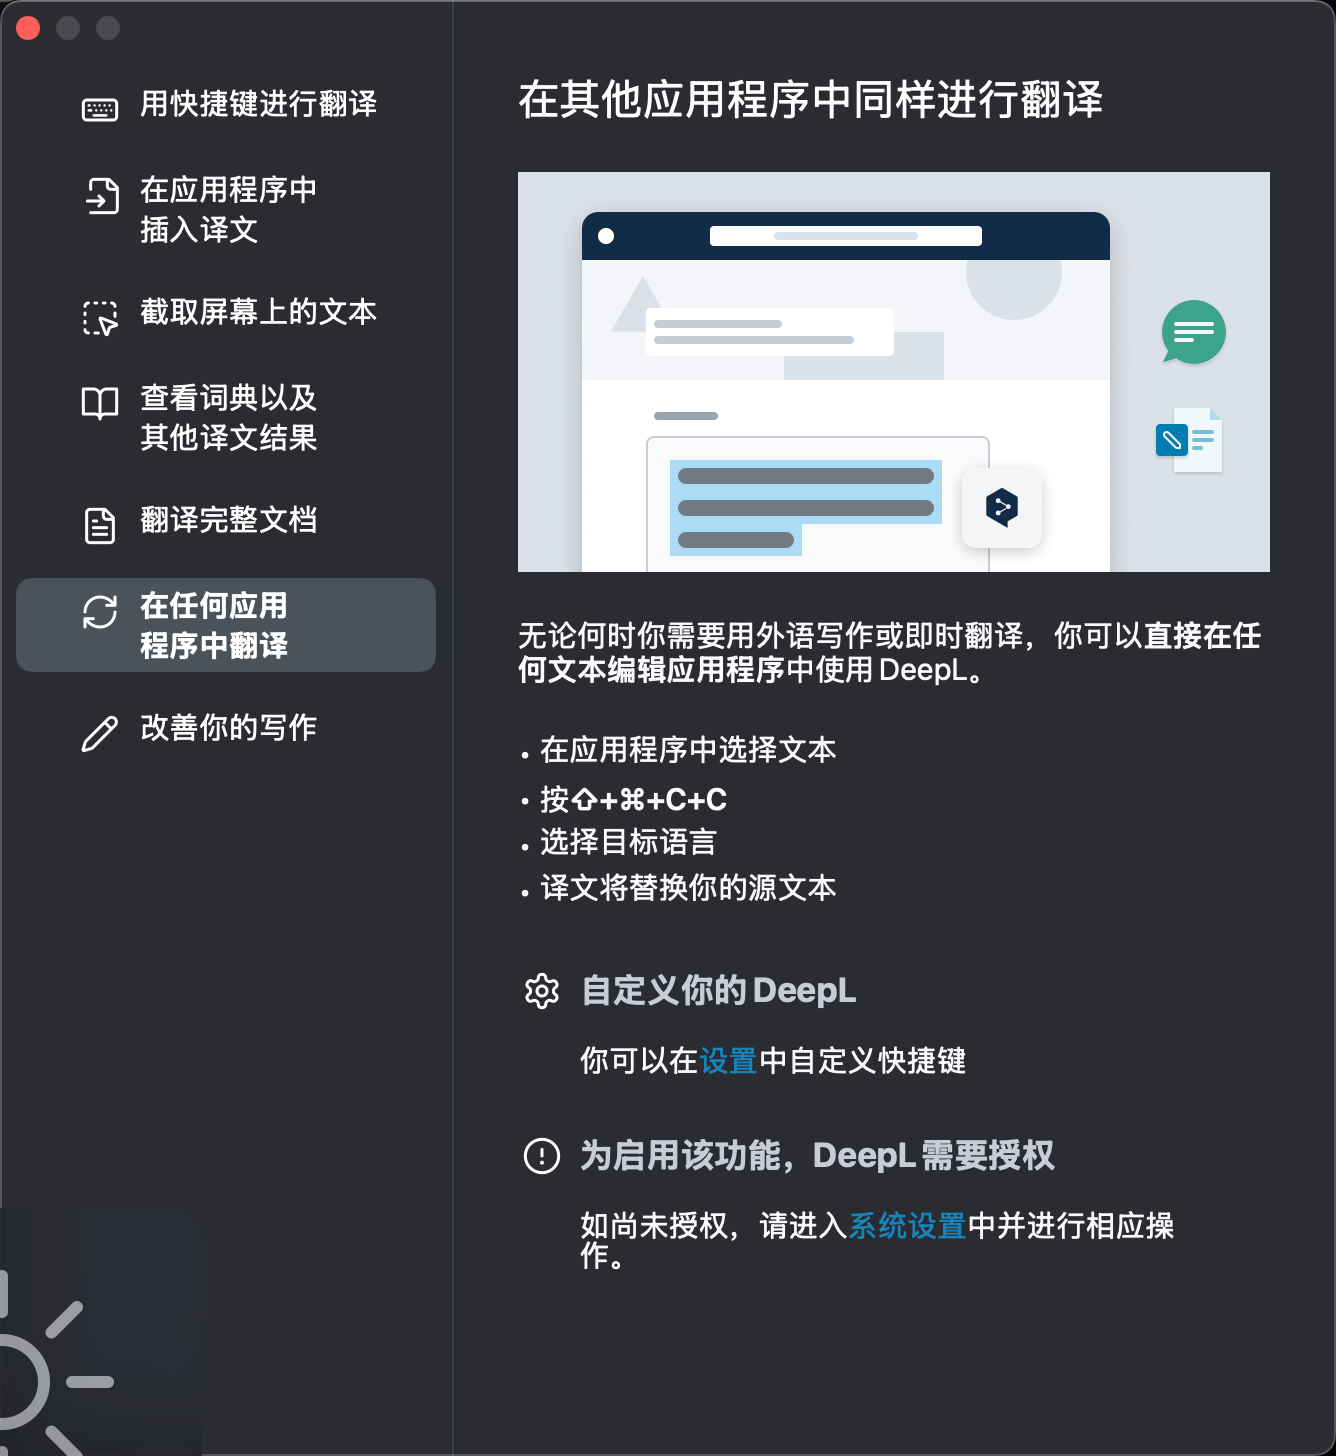 用快捷键进行翻译
在应用程序中
插入译文
截取屏幕上的文本
查看词典以及
其他译文结果
翻译完整文档
在任何应用
程序中翻译
改善你的写作
在其他应用程序中同样进行翻译
无论何时你需要用外语写作或即时翻译，你可以直接在任
何文本编辑应用程序中使用 DeepL。
• 在应用程序中选择文本
• 按⇧+⌘+C+C
• 选择目标语言
• 译文将替换你的源文本
自定义你的 DeepL
你可以在设置中自定义快捷键
为启用该功能，DeepL 需要授权
如尚未授权，请进入系统设置中并进行相应操
作。